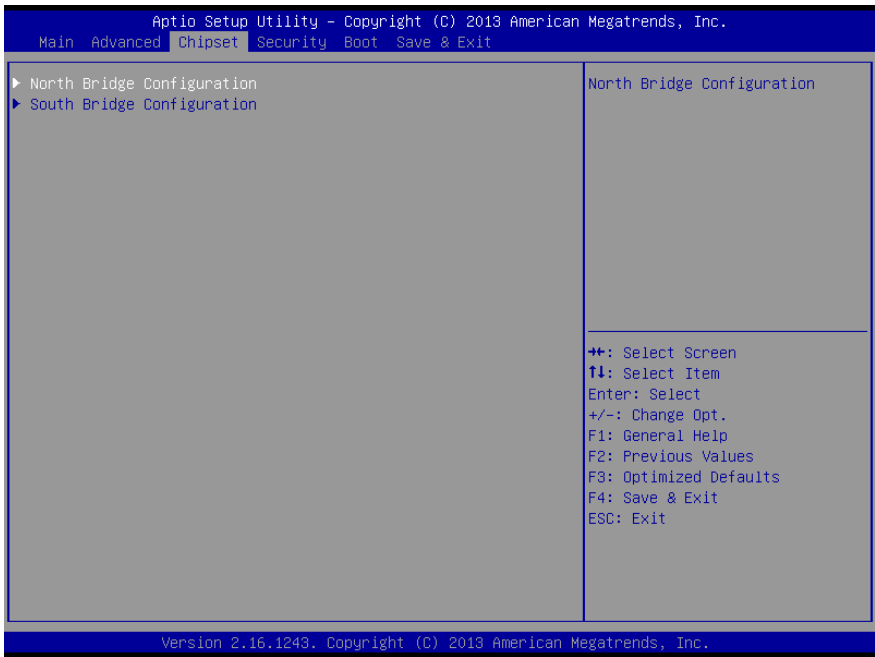 Aptio Setup Utility – Copyright (C) 2013 American Megatrends, Inc.
Main Advanced Chipset Security Boot Save & Exit
▶ North Bridge Configuration
▶ South Bridge Configuration
North Bridge Configuration
→←: Select Screen
↑↓: Select Item
Enter: Select
+/-: Change Opt.
F1: General Help
F2: Previous Values
F3: Optimized Defaults
F4: Save & Exit
ESC: Exit
Version 2.16.1243. Copyright (C) 2013 American Megatrends, Inc.